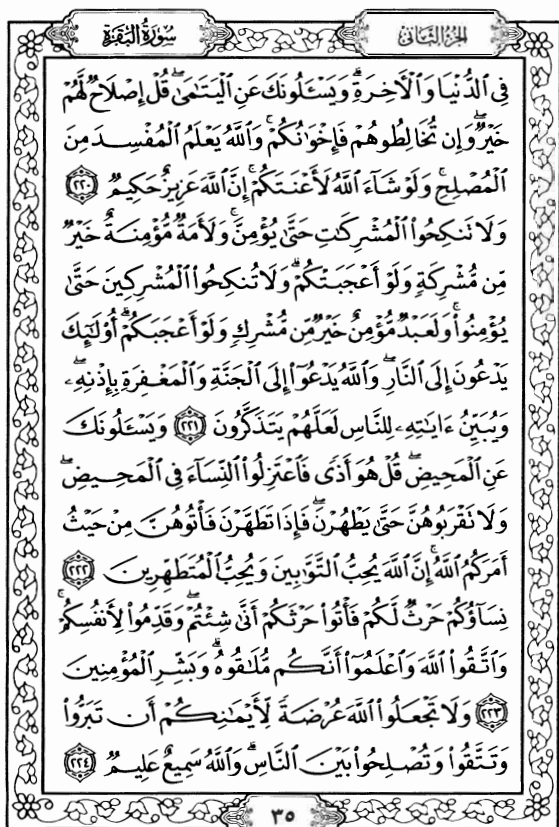 الجزء الثاني
سورة البقرة
فِي الدُّنْيَا وَالْأَخِرَةِ ۗ وَيَسْـَٔلُونَكَ عَنِ الْيَتَمَىٰ ۖ قُلْ إِصْلَاحٌ لَّهُمْ
خَيْرٌ ۖ وَإِن تُخَالِطُوهُمْ فَإِخْوَانُكُمْ ۚ وَاللَّهُ يَعْلَمُ الْمُفْسِدَ مِنَ
الْمُصْلِحِ ۚ وَلَوْ شَاءَ اللَّهُ لَأَعْنَتَكُمْ ۚ إِنَّ اللَّهَ عَزِيزٌ حَكِيمٌ ٢٢٠
وَلَا تَنكِحُوا الْمُشْرِكَاتِ حَتَّىٰ يُؤْمِنَّ ۚ وَلَأَمَةٌ مُّؤْمِنَةٌ خَيْرٌ
مِّن مُّشْرِكَةٍ وَلَوْ أَعْجَبَتْكُمْ ۗ وَلَا تُنكِحُوا الْمُشْرِكِينَ حَتَّىٰ
يُؤْمِنُوا ۚ وَلَعَبْدٌ مُّؤْمِنٌ خَيْرٌ مِّن مُّشْرِكٍ وَلَوْ أَعْجَبَكُمْ ۗ أُولَٰئِكَ
يَدْعُونَ إِلَى النَّارِ ۖ وَاللَّهُ يَدْعُوا إِلَى الْجَنَّةِ وَالْمَغْفِرَةِ بِإِذْنِهِ ۖ
وَيُبَيِّنُ ءَايَاتِهِ لِلنَّاسِ لَعَلَّهُمْ يَتَذَكَّرُونَ ٢٢١ وَيَسْـَٔلُونَكَ
عَنِ الْمَحِيضِ ۖ قُلْ هُوَ أَذًى فَاعْتَزِلُوا النِّسَاءَ فِي الْمَحِيضِ ۖ
وَلَا تَقْرَبُوهُنَّ حَتَّىٰ يَطْهُرْنَ ۖ فَإِذَا تَطَهَّرْنَ فَأْتُوهُنَّ مِنْ حَيْثُ
أَمَرَكُمُ اللَّهُ ۚ إِنَّ اللَّهَ يُحِبُّ التَّوَّابِينَ وَيُحِبُّ الْمُتَطَهِّرِينَ ٢٢٢
نِسَاؤُكُمْ حَرْثٌ لَّكُمْ فَأْتُوا حَرْثَكُمْ أَنَّىٰ شِئْتُمْ ۖ وَقَدِّمُوا لِأَنفُسِكُمْ ۚ
وَاتَّقُوا اللَّهَ وَاعْلَمُوا أَنَّكُم مُّلَاقُوهُ ۗ وَبَشِّرِ الْمُؤْمِنِينَ
٢٢٣ وَلَا تَجْعَلُوا اللَّهَ عُرْضَةً لِّأَيْمَانِكُمْ أَن تَبَرُّوا
وَتَتَّقُوا وَتُصْلِحُوا بَيْنَ النَّاسِ ۗ وَاللَّهُ سَمِيعٌ عَلِيمٌ ٢٢٤
٣٥